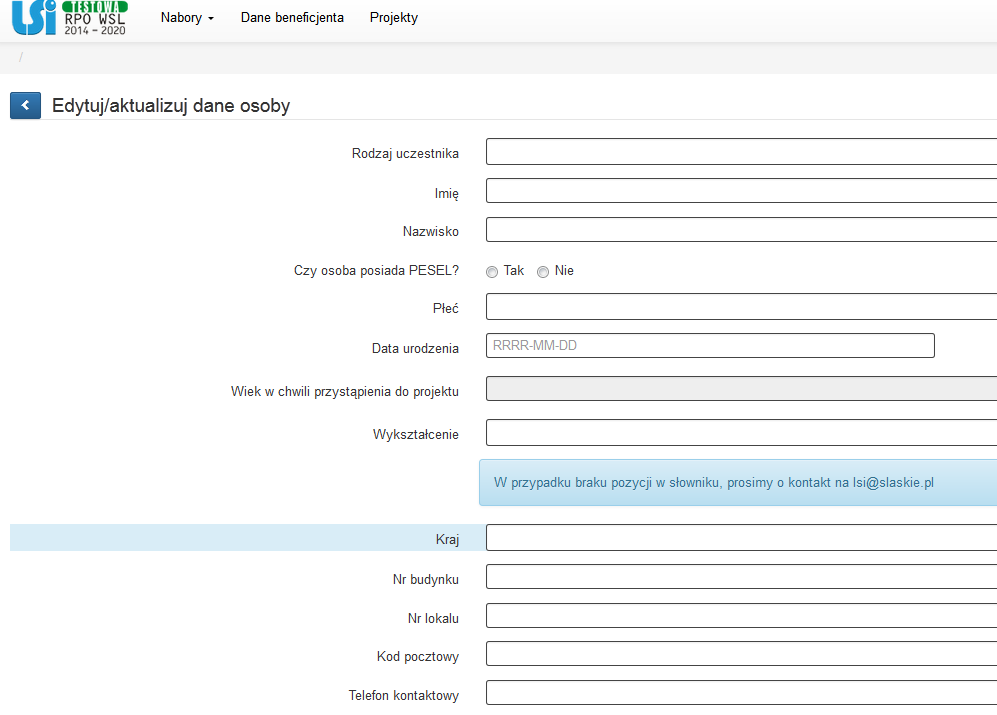 LSI TESTOWA
RPO WSL
2014 – 2020
Nabory Dane beneficjenta Projekty
/
Edytuj/aktualizuj dane osoby
Rodzaj uczestnika
Imię
Nazwisko
Czy osoba posiada PESEL? Tak Nie
Płeć
Data urodzenia RRRR-MM-DD
Wiek w chwili przystąpienia do projektu
Wykształcenie
W przypadku braku pozycji w słowniku, prosimy o kontakt na lsi@slaskie.pl
Kraj
Nr budynku
Nr lokalu
Kod pocztowy
Telefon kontaktowy